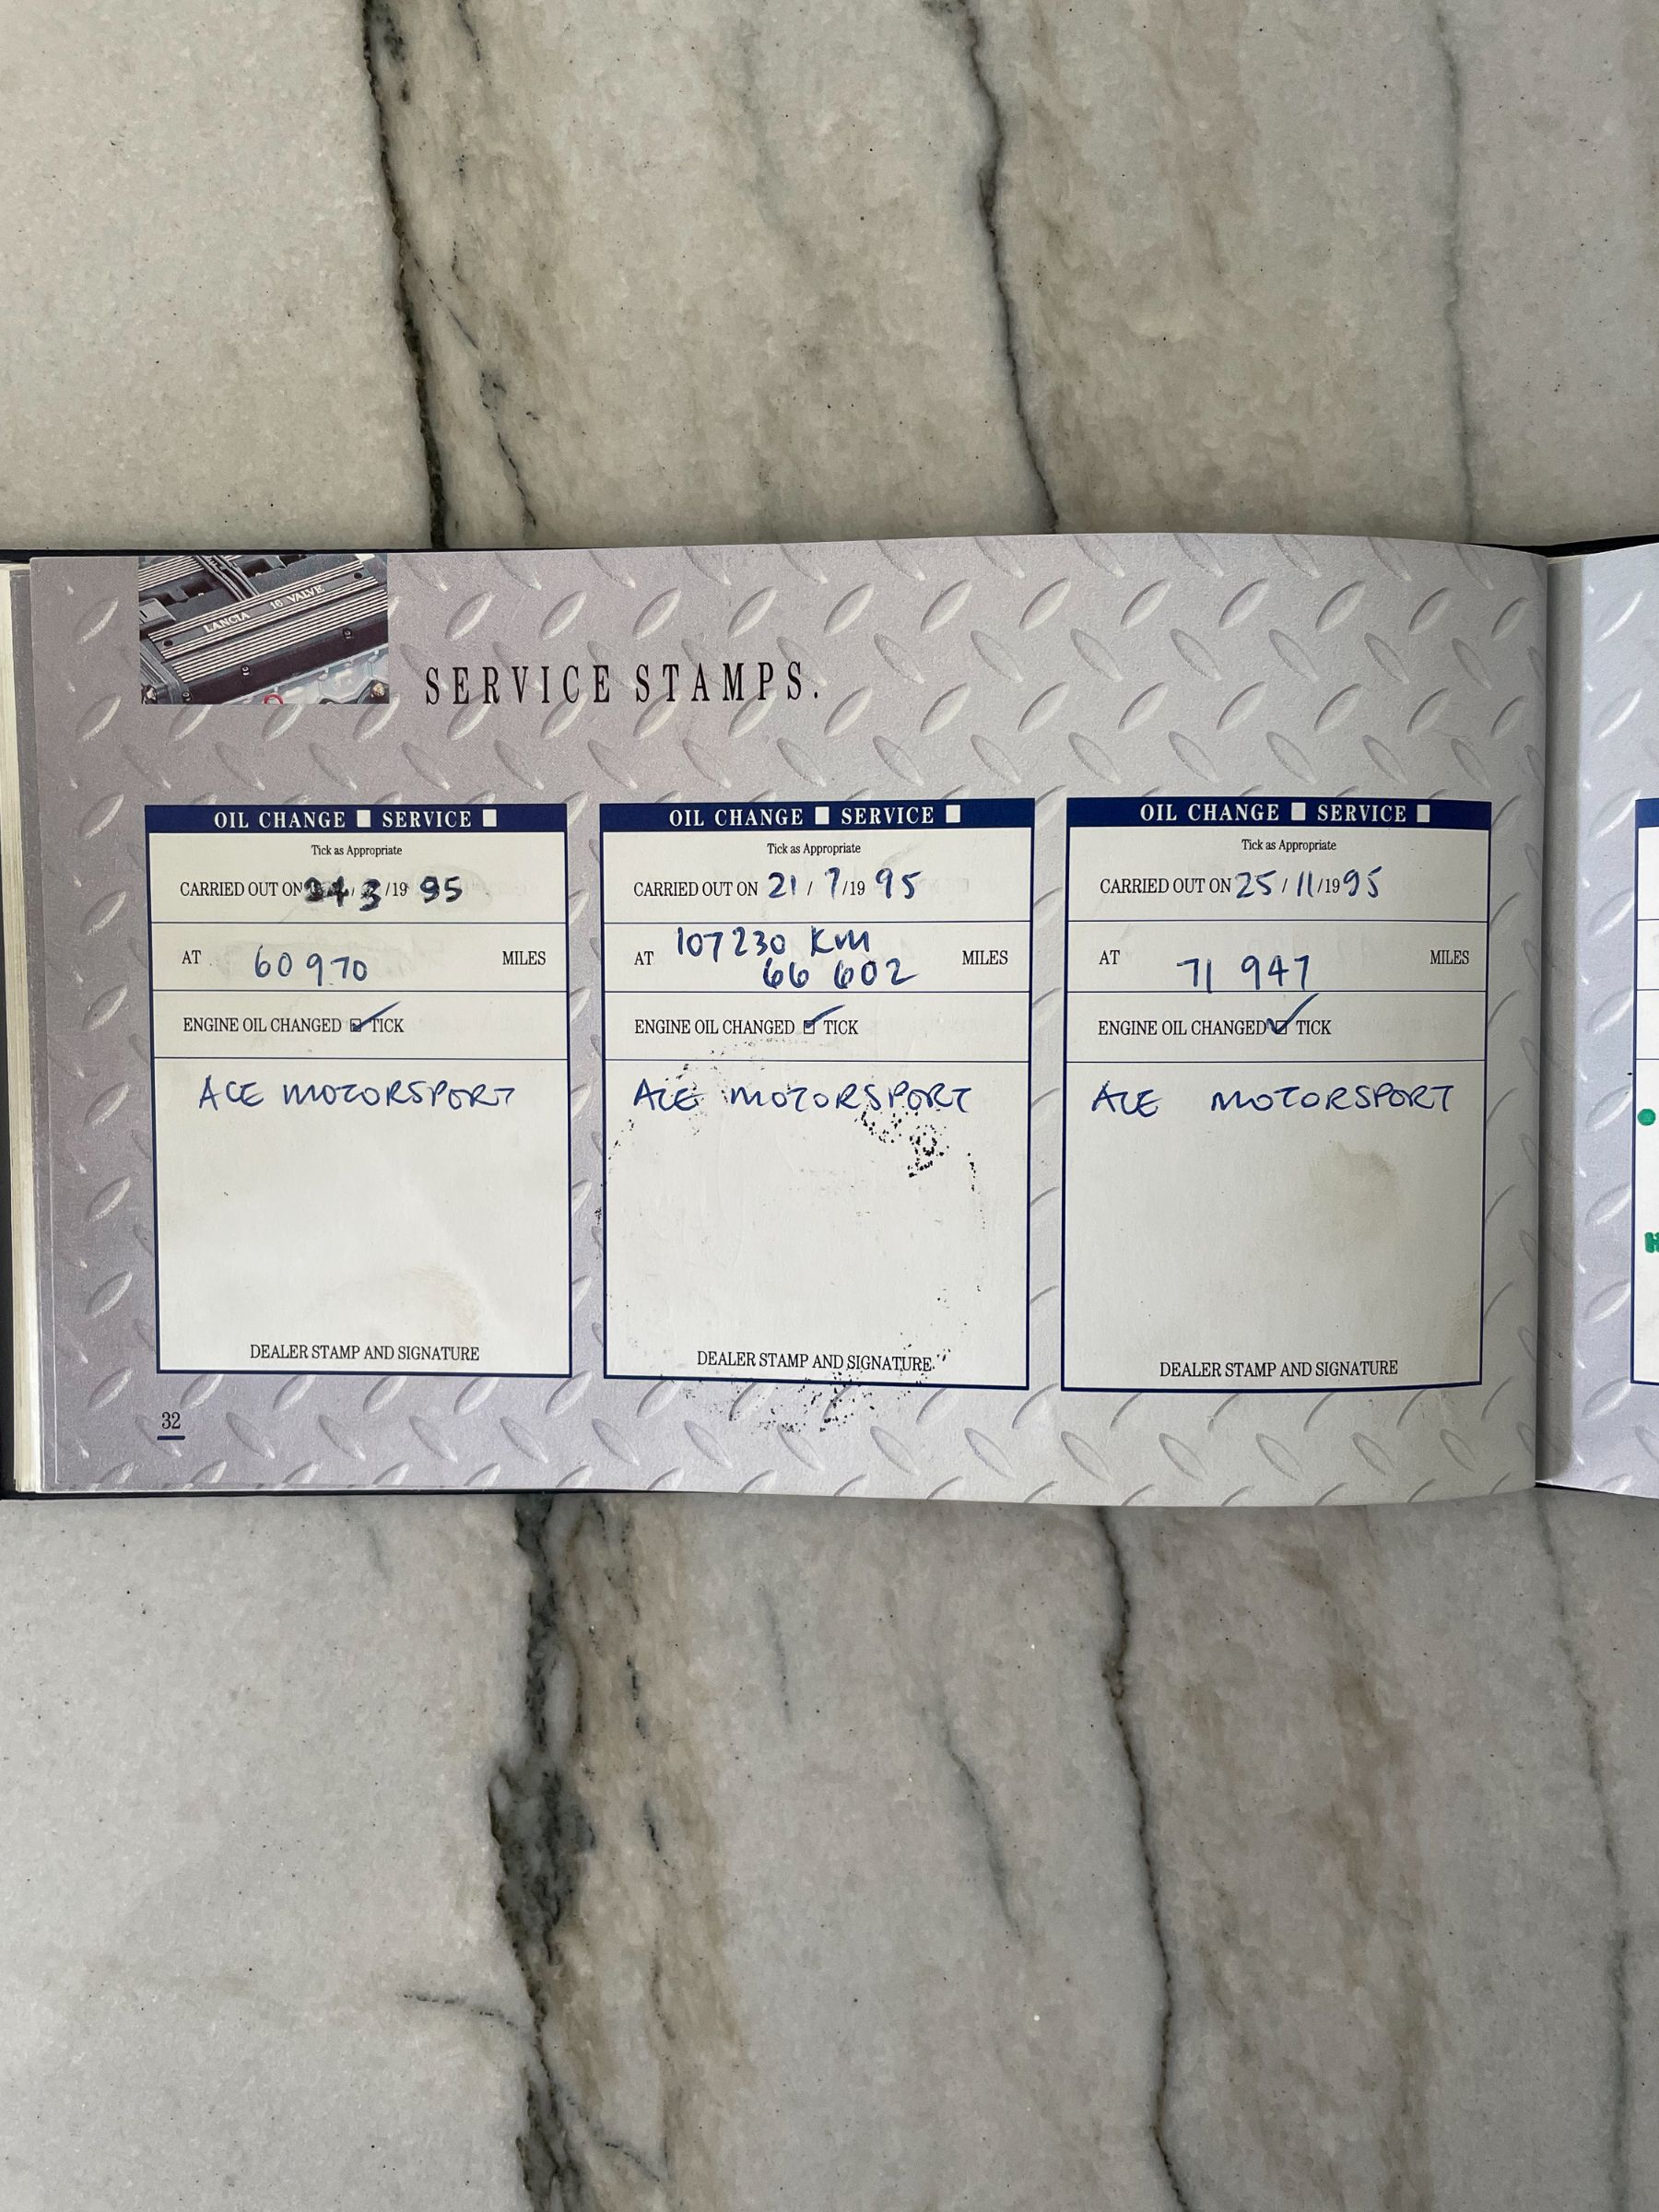 LANCIA 16 VALVE
SERVICE STAMPS.
OIL CHANGE SERVICE
Tick as Appropriate
CARRIED OUT ON 24/3/19 95
AT 60970 MILES
ENGINE OIL CHANGED TICK
ACE MOTORSPORT
DEALER STAMP AND SIGNATURE
OIL CHANGE SERVICE
Tick as Appropriate
CARRIED OUT ON 21/7/19 95
107230 KM
AT 66 602 MILES
ENGINE OIL CHANGED TICK
ACE MOTORSPORT
DEALER STAMP AND SIGNATURE
OIL CHANGE SERVICE
Tick as Appropriate
CARRIED OUT ON 25/11/19 95
AT 71 947 MILES
ENGINE OIL CHANGED TICK
ACE MOTORSPORT
DEALER STAMP AND SIGNATURE
32